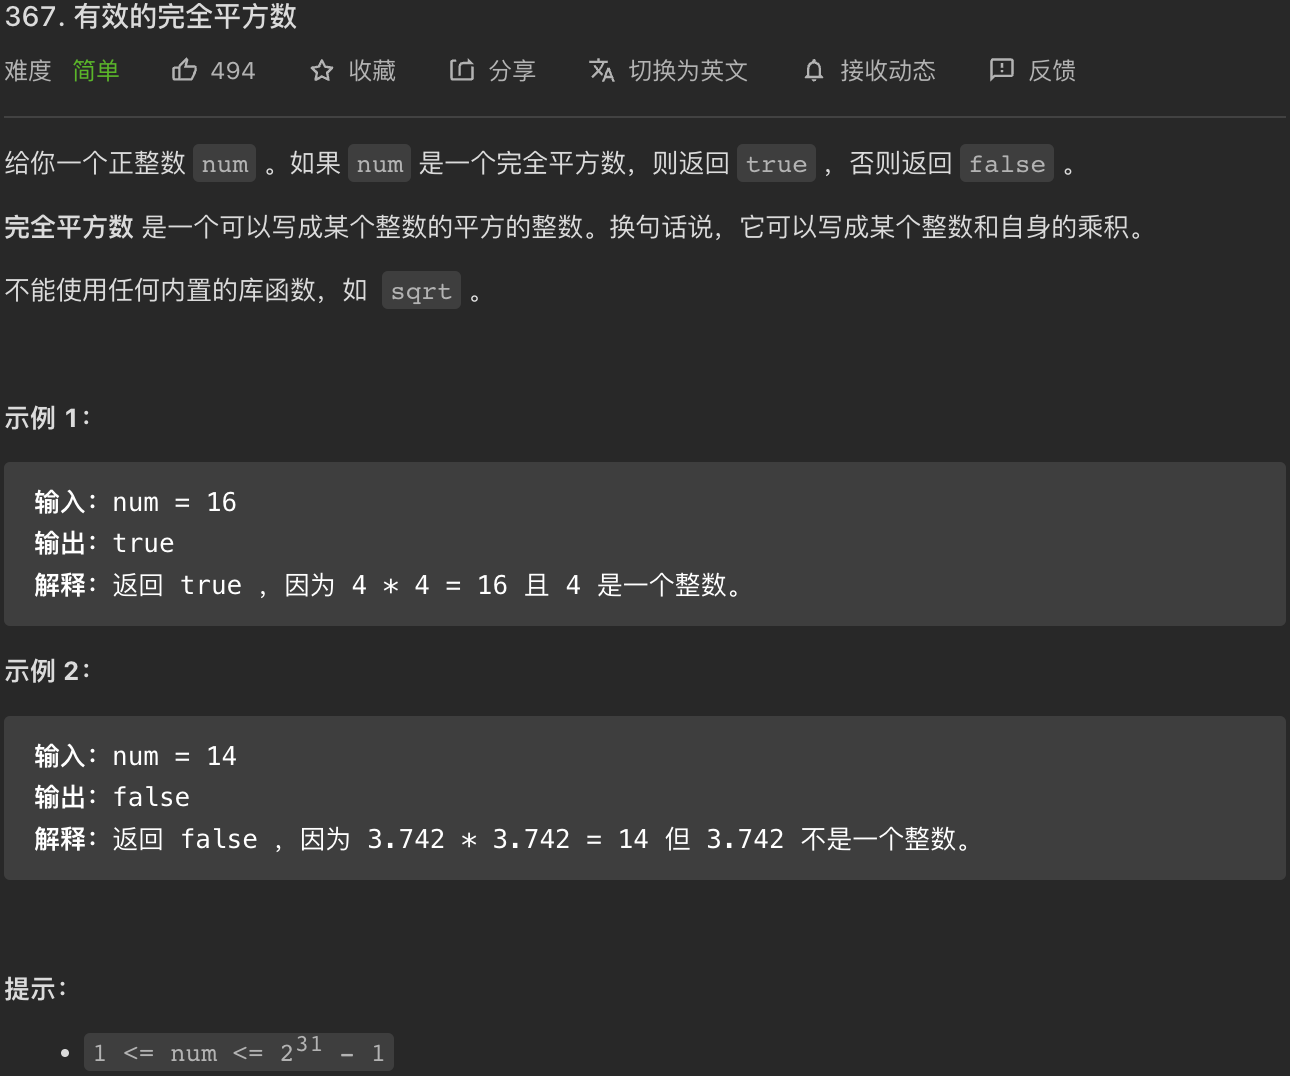 367. 有效的完全平方数
难度 简单 494 收藏 分享 切换为英文 接收动态 反馈
给你一个正整数 num 。如果 num 是一个完全平方数，则返回 true ，否则返回 false 。
完全平方数 是一个可以写成某个整数的平方的整数。换句话说，它可以写成某个整数和自身的乘积。
不能使用任何内置的库函数，如 sqrt 。
示例 1：
输入：num = 16
输出：true
解释：返回 true ，因为 4 * 4 = 16 且 4 是一个整数。
示例 2：
输入：num = 14
输出：false
解释：返回 false ，因为 3.742 * 3.742 = 14 但 3.742 不是一个整数。
提示：
• 1 <= num <= 2³¹ - 1